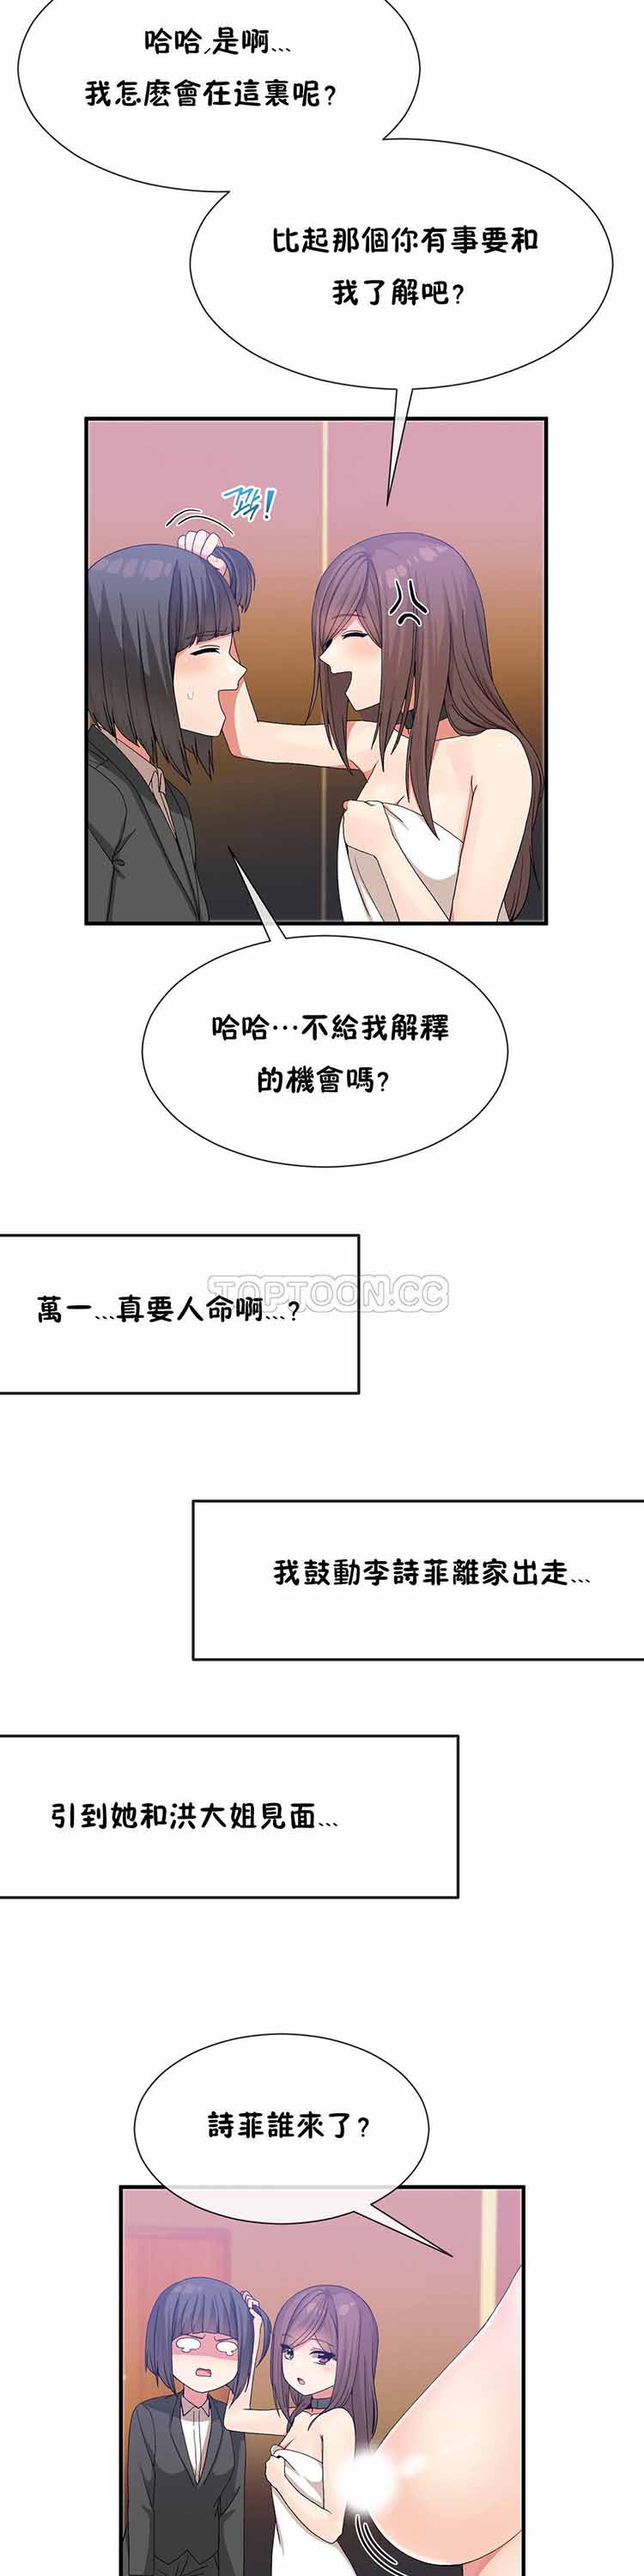 哈哈,是啊...
我怎麽會在這裏呢?
比起那個你有事要和
我了解吧?
꽉!
哈哈…不給我解釋
的機會嗎?
TOPTOON.CC
萬一...真要人命啊...?
我鼓動李詩菲離家出走...
引到她和洪大姐見面...
詩菲誰來了?